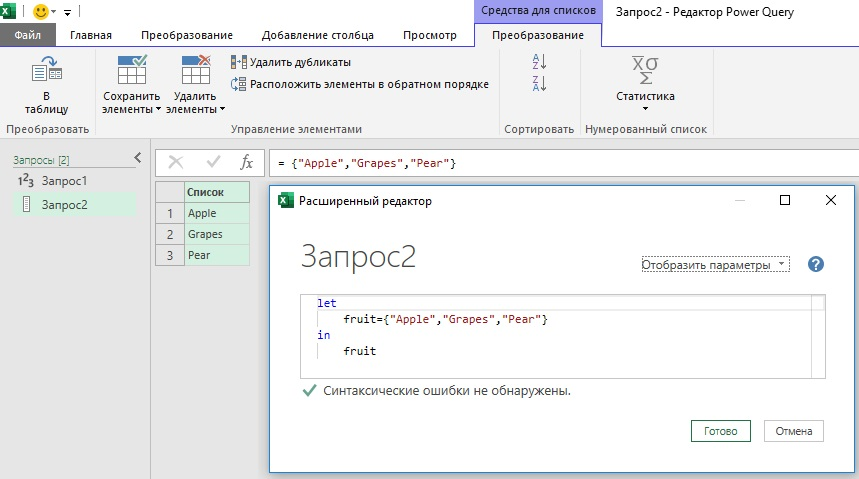 Средства для списков
Запрос2 - Редактор Power Query
Файл
Главная
Преобразование
Добавление столбца
Просмотр
Преобразование
В
таблицу
Сохранить
элементы
Удалить
элементы
Удалить дубликаты
Расположить элементы в обратном порядке
A
Z
Z
A
Статистика
Преобразовать
Управление элементами
Сортировать
Нумерованный список
Запросы [2]
= {"Apple","Grapes","Pear"}
123 Запрос1
Запрос2
Список
1 Apple
2 Grapes
3 Pear
Расширенный редактор
Запрос2
Отобразить параметры
?
let
fruit={"Apple","Grapes","Pear"}
in
fruit
Синтаксические ошибки не обнаружены.
Готово
Отмена